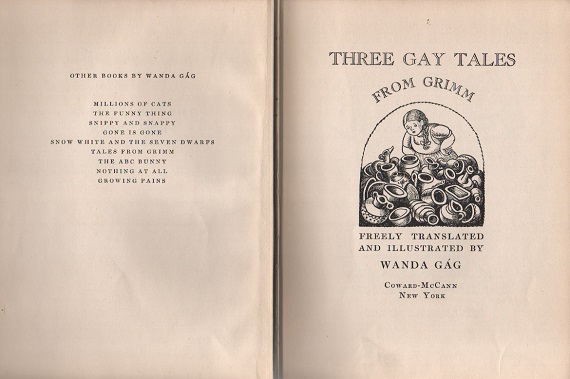 OTHER BOOKS BY WANDA GÁG
MILLIONS OF CATS
THE FUNNY THING
SNIPPY AND SNAPPY
GONE IS GONE
SNOW WHITE AND THE SEVEN DWARFS
TALES FROM GRIMM
THE ABC BUNNY
NOTHING AT ALL
GROWING PAINS
THREE GAY TALES
FROM GRIMM
FREELY TRANSLATED
AND ILLUSTRATED BY
WANDA GÁG
COWARD-MCCANN
NEW YORK